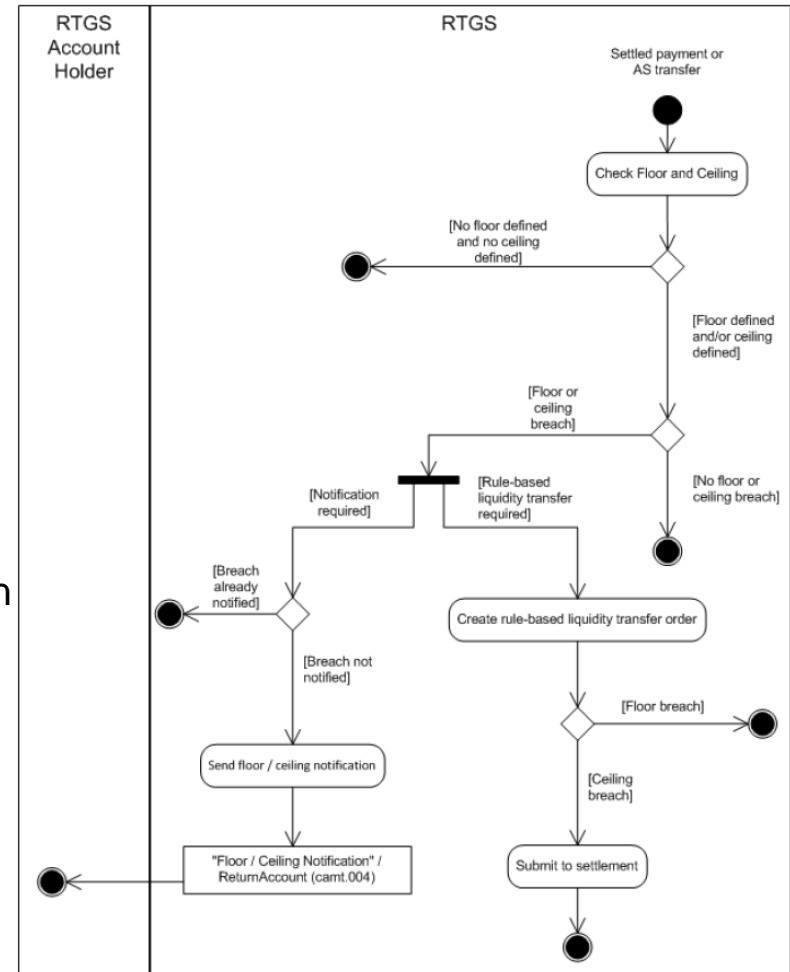 RTGS
Account
Holder
RTGS
Settled payment or
AS transfer
Check Floor and Ceiling
[No floor defined
and no ceiling
defined]
[Floor defined
and/or ceiling
defined]
[Floor or
ceiling
breach]
[No floor or
ceiling breach]
[Notification
required]
[Rule-based
liquidity transfer
required]
[Breach
already
notified]
n
Create rule-based liquidity transfer order
[Breach not
notified]
[Floor breach]
Send floor / ceiling notification
[Ceiling
breach]
"Floor / Ceiling Notification" /
ReturnAccount (camt.004)
Submit to settlement